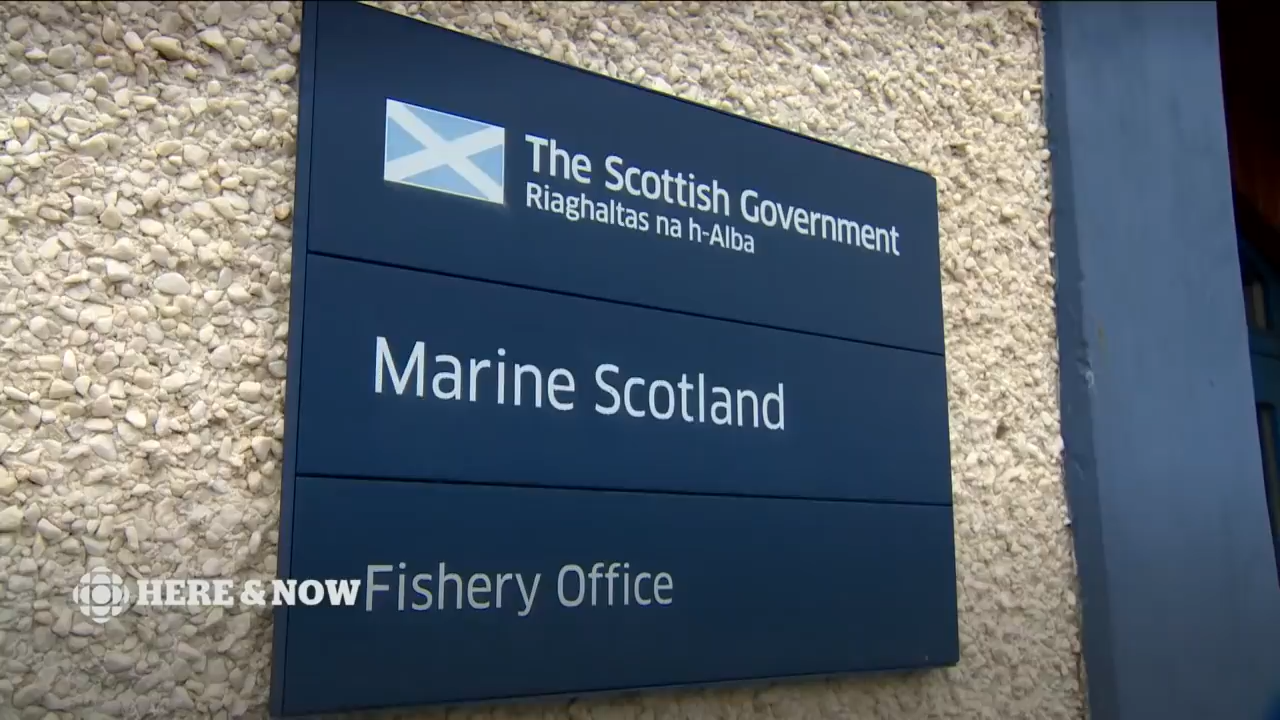 The Scottish Government
Riaghaltas na h-Alba
Marine Scotland
Fishery Office
HERE & NOW